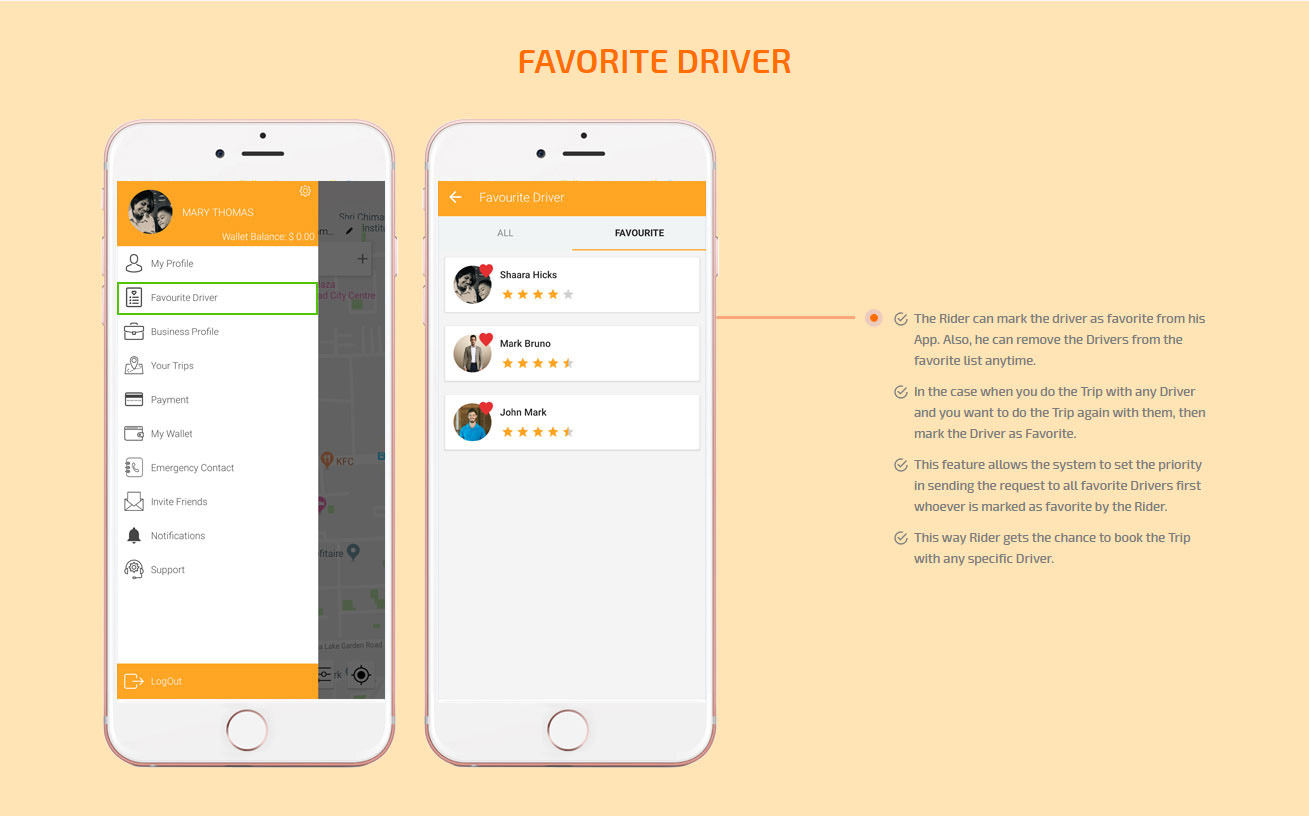 FAVORITE DRIVER
MARY THOMAS
Wallet Balance: $ 0.00
My Profile
Favourite Driver
Business Profile
Your Trips
Payment
My Wallet
Emergency Contact
Invite Friends
Notifications
Support
LogOut
Shri Chima
Instit
ad City Centre
KFC
Lake Garden Road
Favourite Driver
ALL
FAVOURITE
Shaara Hicks
Mark Bruno
John Mark
The Rider can mark the driver as favorite from his
App. Also, he can remove the Drivers from the
favorite list anytime.
In the case when you do the Trip with any Driver
and you want to do the Trip again with them, then
mark the Driver as Favorite.
This feature allows the system to set the priority
in sending the request to all favorite Drivers first
whoever is marked as favorite by the Rider.
This way Rider gets the chance to book the Trip
with any specific Driver.